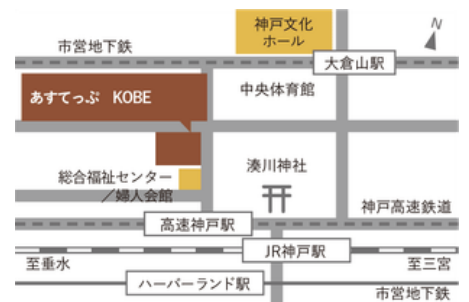 神戸文化
ホール
N
市営地下鉄
大倉山駅
あすてっぷ KOBE
中央体育館
総合福祉センター
／婦人会館
湊川神社
神戸高速鉄道
高速神戸駅
JR神戸駅
至垂水
至三宮
ハーバーランド駅
市営地下鉄